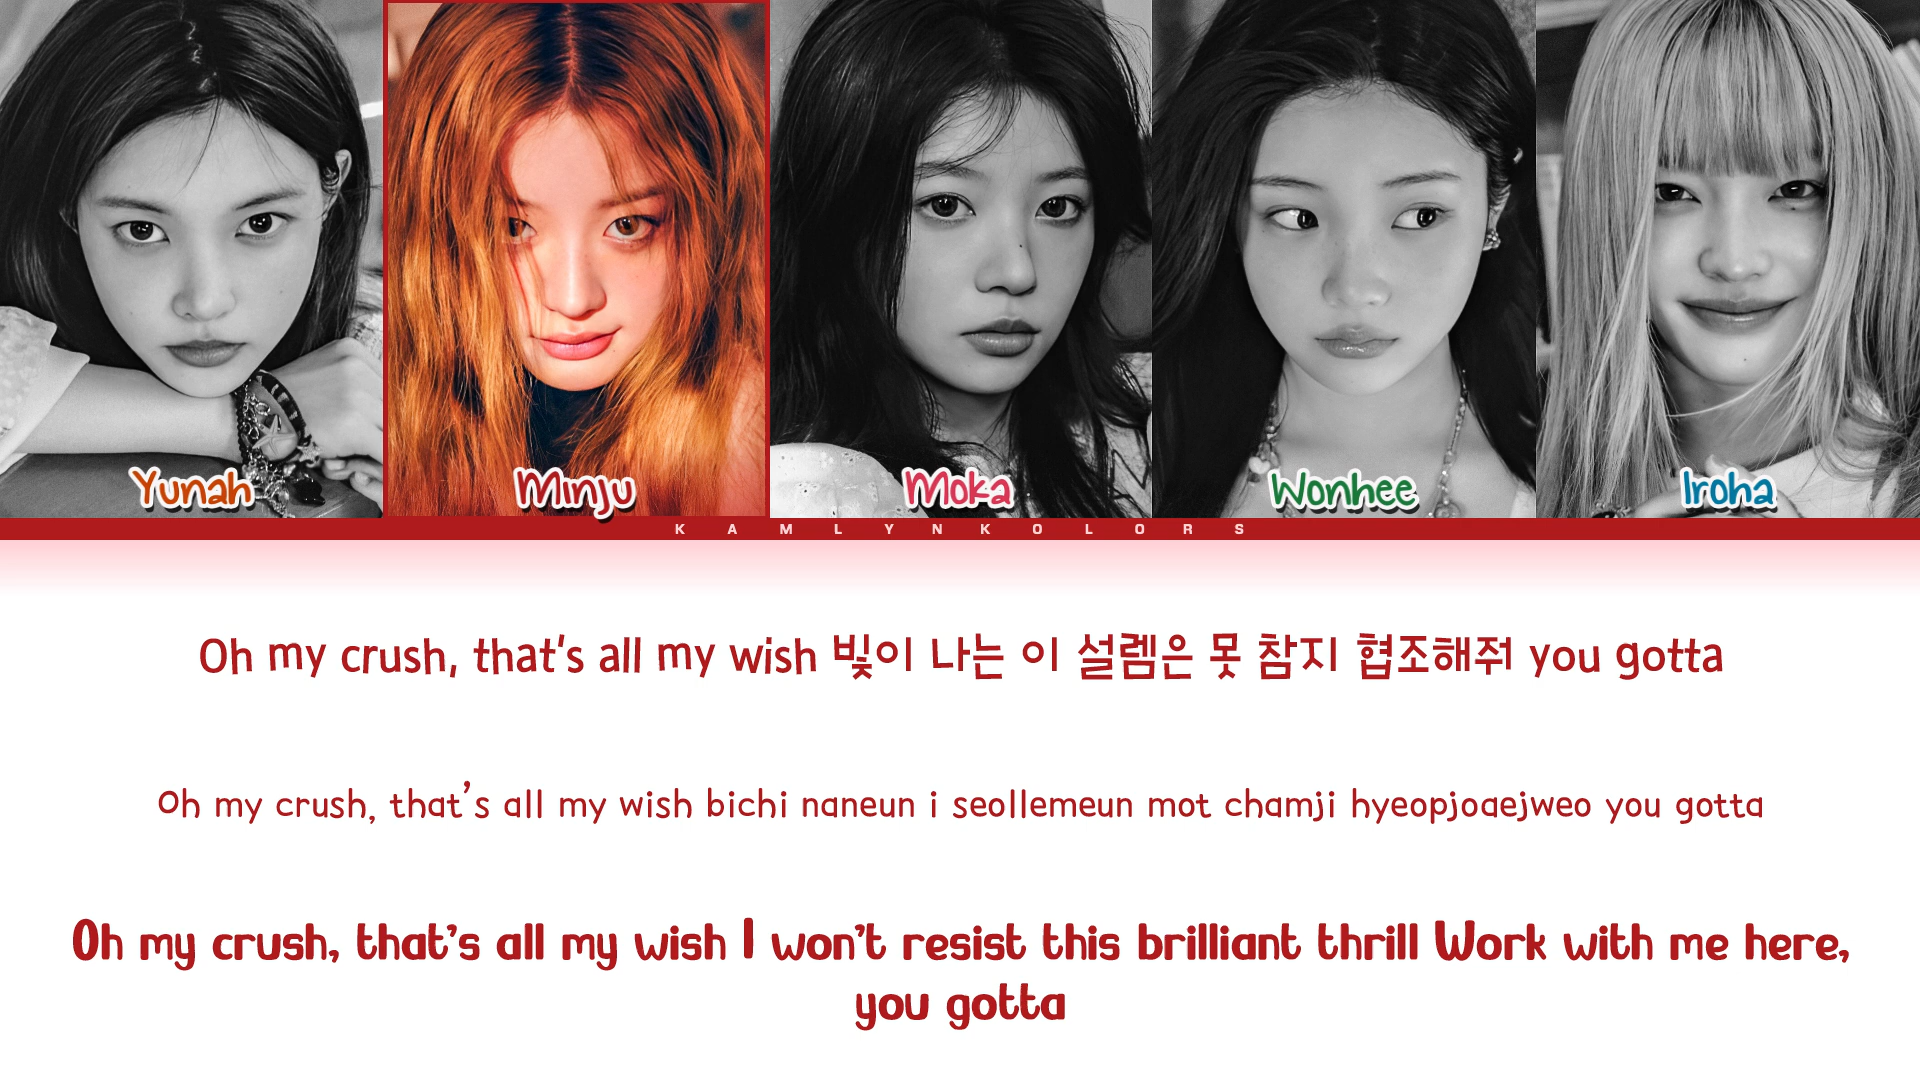 Yunah
Minju
Moka
Wonhee
Iroha
KAMLYNKOLORS
Oh my crush, that's all my wish 빛이 나는 이 설렘은 못 참지 협조해줘 you gotta
Oh my crush, that's all my wish bichi naneun i seollemeun mot chamji hyeopjoaejweo you gotta
Oh my crush, that's all my wish I won't resist this brilliant thrill Work with me here,
you gotta